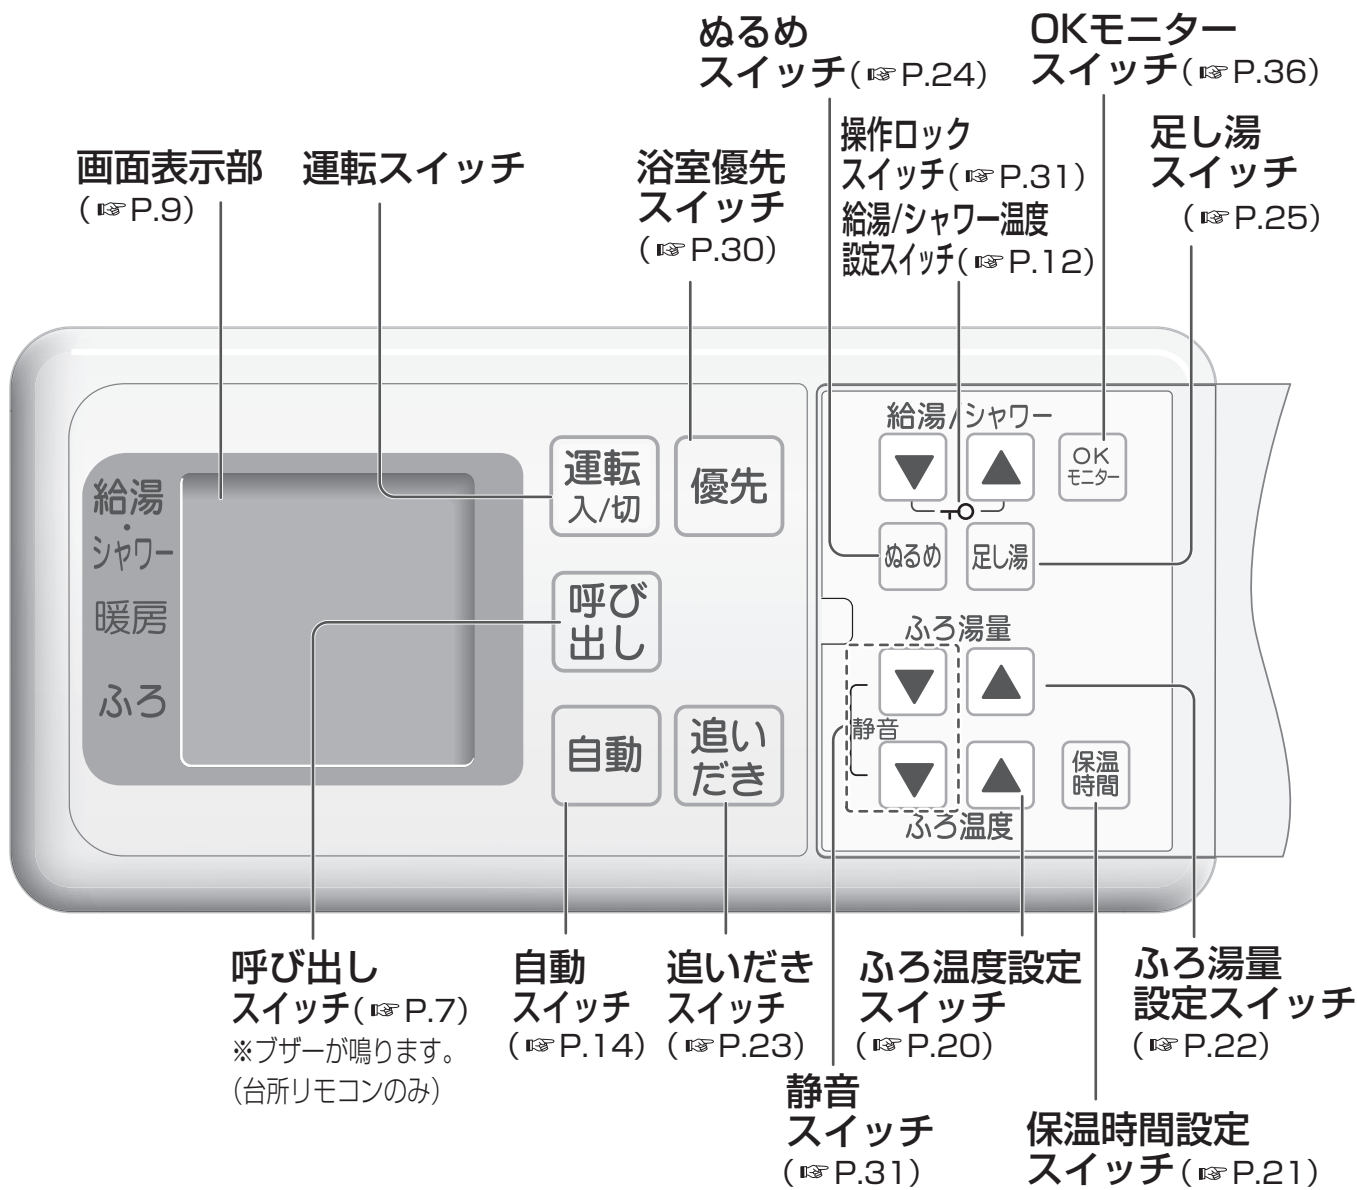 ぬるめ
スイッチ(☞P.24)
OKモニター
スイッチ(☞P.36)
操作ロック
スイッチ(☞P.31)
給湯/シャワー温度
設定スイッチ(☞P.12)
足し湯
スイッチ
(☞P.25)
画面表示部
(☞P.9)
運転スイッチ
浴室優先
スイッチ
(☞P.30)
給湯
・
シャワー
暖房
ふろ
運転
入/切
優先
呼び
出し
自動
追い
だき
給湯/シャワー
▼ ▲
OK
モニター
ぬるめ
足し湯
ふろ湯量
▼ ▲
静音
▼ ▲
ふろ温度
保温
時間
呼び出し
スイッチ(☞P.7)
※ブザーが鳴ります。
(台所リモコンのみ)
自動
スイッチ
(☞P.14)
追いだき
スイッチ
(☞P.23)
ふろ温度設定
スイッチ
(☞P.20)
ふろ湯量
設定スイッチ
(☞P.22)
静音
スイッチ
(☞P.31)
保温時間設定
スイッチ(☞P.21)